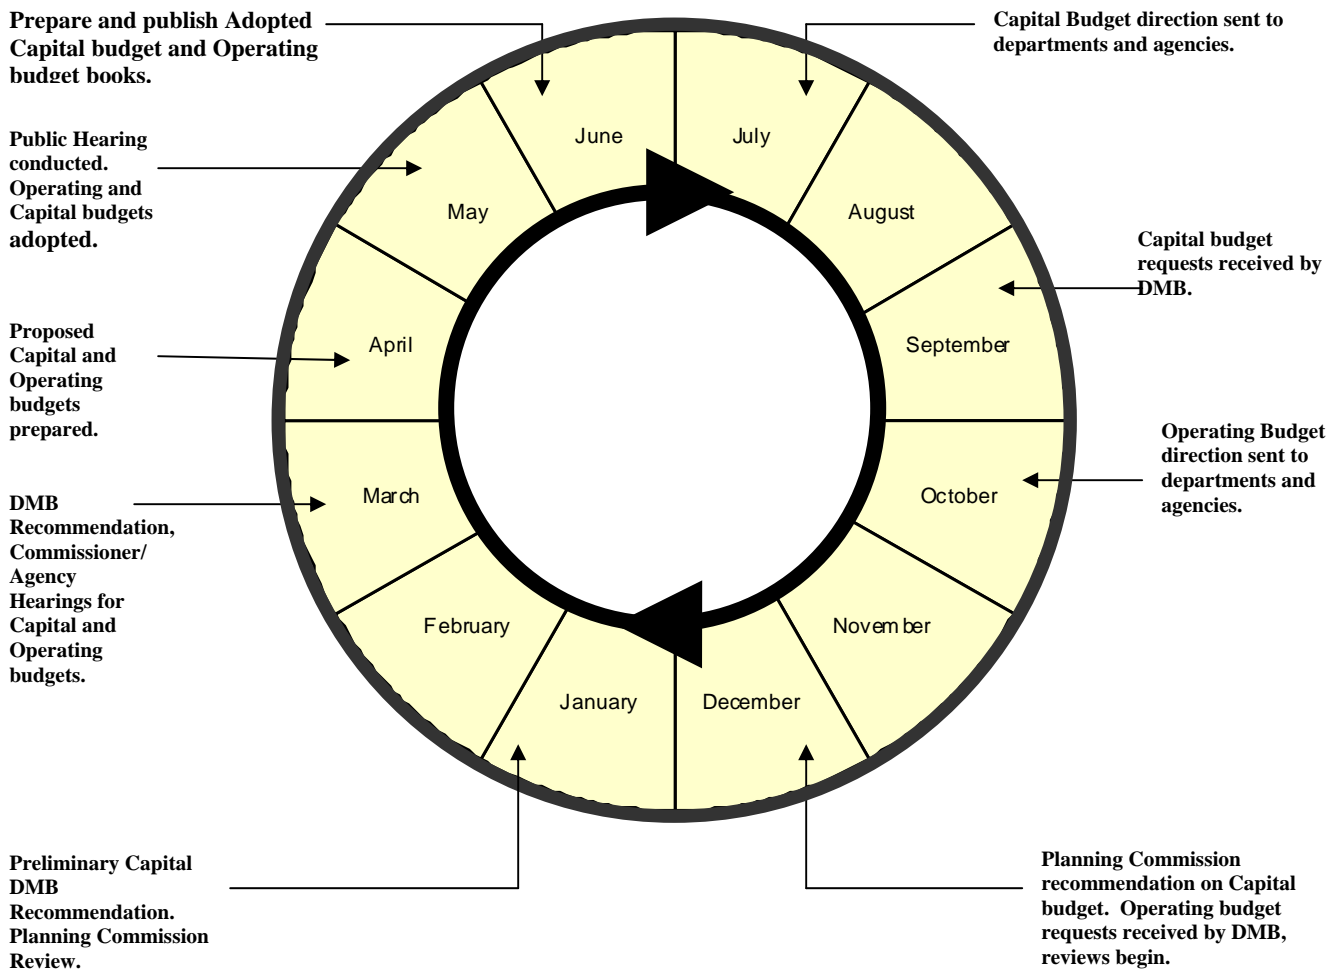 Prepare and publish Adopted
Capital budget and Operating
budget books.
Capital Budget direction sent to
departments and agencies.
June
July
Public Hearing
conducted.
Operating and
Capital budgets
adopted.
May
August
Capital budget
requests received by
DMB.
Proposed
Capital and
Operating
budgets
prepared.
April
September
Operating Budget
direction sent to
departments and
agencies.
March
October
DMB
Recommendation,
Commissioner/
Agency
Hearings for
Capital and
Operating
budgets.
February
November
January
December
Preliminary Capital
DMB
Recommendation.
Planning Commission
Review.
Planning Commission
recommendation on Capital
budget.  Operating budget
requests received by DMB,
reviews begin.